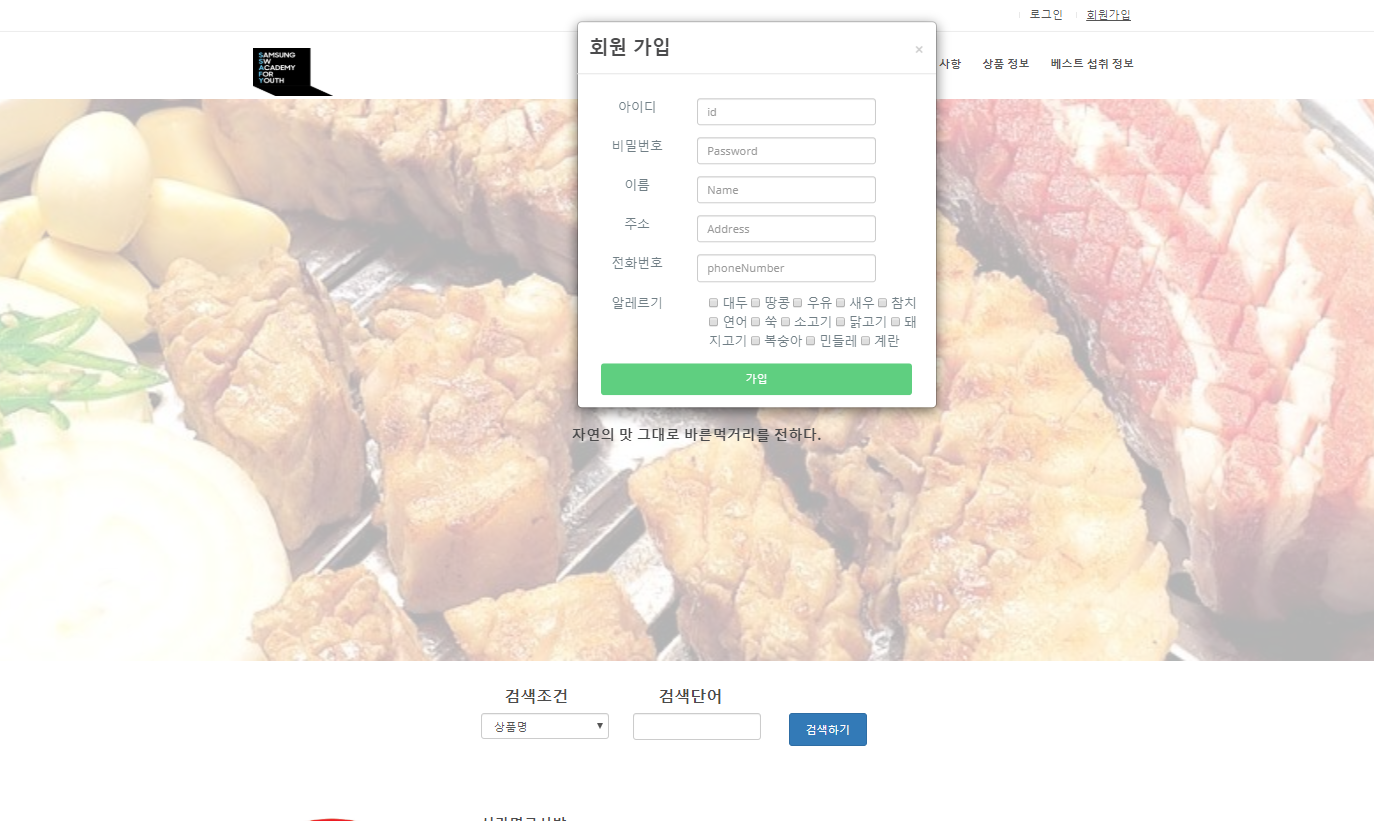 로그인 회원가입
SAMSUNG
SW
ACADEMY
FOR
YOUTH
사항 상품 정보 베스트 섭취 정보
회원 가입 ×
아이디 id
비밀번호 Password
이름 Name
주소 Address
전화번호 phoneNumber
알레르기 대두 땅콩 우유 새우 참치
연어 쑥 소고기 닭고기 돼
지고기 복숭아 민들레 계란
가입
자연의 맛 그대로 바른먹거리를 전하다.
검색조건 검색단어
상품명 검색하기